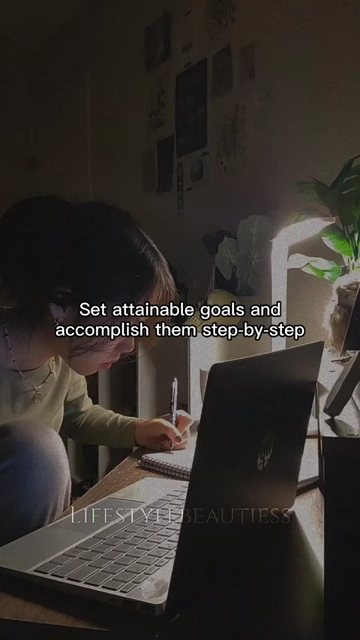 Set attainable goals and
accomplish them step-by-step
LIFESTYLEBEAUTIESS